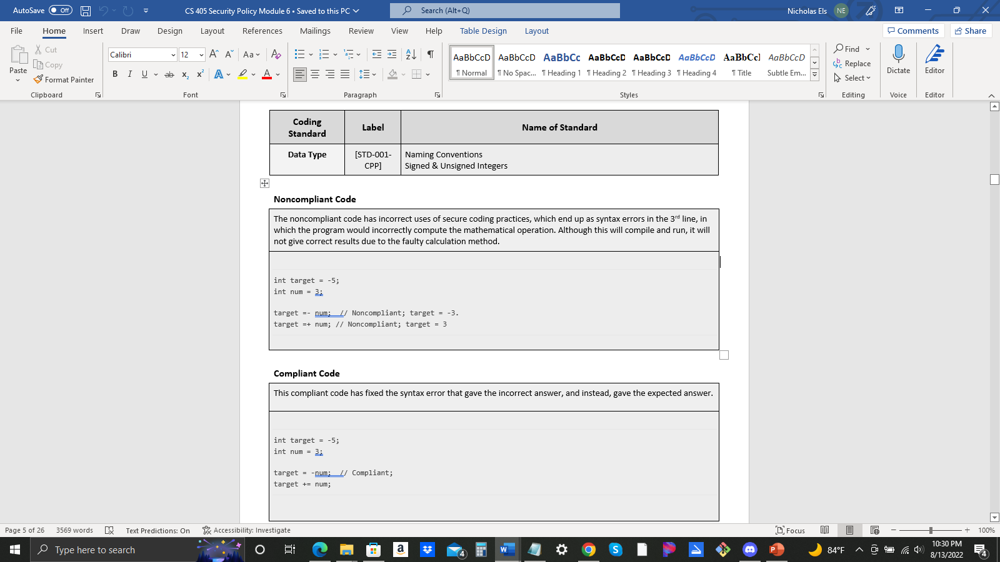 AutoSave Off CS 405 Security Policy Module 6 • Saved to this PC Search (Alt+Q) Nicholas Els NE
File Home Insert Draw Design Layout References Mailings Review View Help Table Design Layout Comments Share
Paste Cut Copy Format Painter
Calibri 12 Aa
B I U ab x₂ x² A A
AaBbCcD AaBbCcD AaBbCc AaBbCcD AaBbCcD AaBbCcD AaBbCcl AaBbCcD
¶ Normal ¶ No Spac... ¶ Heading 1 ¶ Heading 2 ¶ Heading 3 ¶ Heading 4 ¶ Title Subtle Em...
Find
Replace
Select
Dictate
Editor
Clipboard Font Paragraph Styles Editing Voice Editor
Coding Standard Label Name of Standard
Data Type [STD-001-CPP] Naming Conventions
Signed & Unsigned Integers
Noncompliant Code
The noncompliant code has incorrect uses of secure coding practices, which end up as syntax errors in the 3rd line, in
which the program would incorrectly compute the mathematical operation. Although this will compile and run, it will
not give correct results due to the faulty calculation method.
int target = -5;
int num = 3;
target =- num;  // Noncompliant; target = -3.
target =+ num; // Noncompliant; target = 3
Compliant Code
This compliant code has fixed the syntax error that gave the incorrect answer, and instead, gave the expected answer.
int target = -5;
int num = 3;
target = -num;  // Compliant;
target += num;
Page 5 of 26 3569 words Text Predictions: On Accessibility: Investigate Focus 100%
Type here to search 4 84°F 10:30 PM
8/13/2022 4